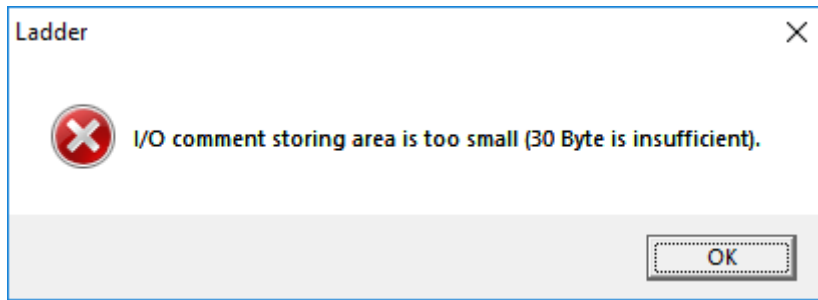 Ladder
I/O comment storing area is too small (30 Byte is insufficient).
OK